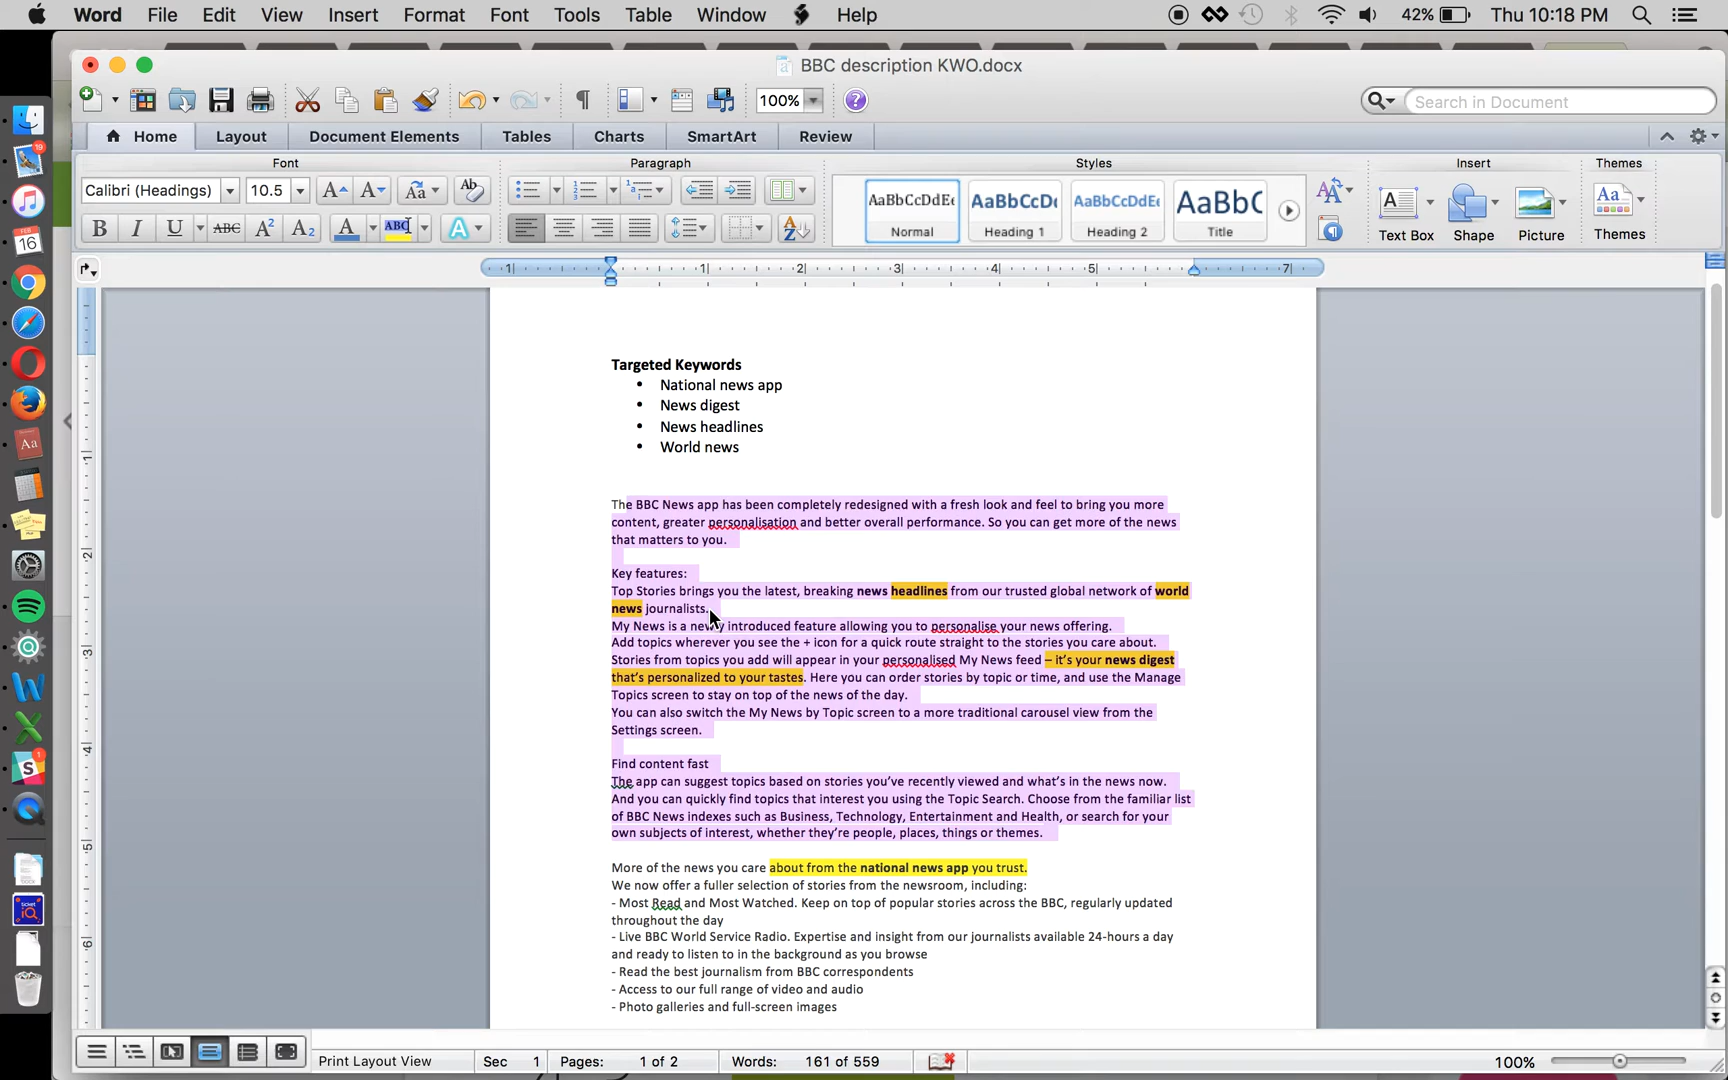 Word File Edit View Insert Format Font Tools Table Window Help 42% Thu 10:18 PM
BBC description KWO.docx
100% Search in Document
Home Layout Document Elements Tables Charts SmartArt Review
Font Paragraph Styles Insert Themes
Calibri (Headings) 10.5
AaBbCcDdEe AaBbCcDc AaBbCcDdEe AaBbC
Normal Heading 1 Heading 2 Title
Text Box Shape Picture Themes
Targeted Keywords
• National news app
• News digest
• News headlines
• World news
The BBC News app has been completely redesigned with a fresh look and feel to bring you more
content, greater personalisation and better overall performance. So you can get more of the news
that matters to you.
Key features:
Top Stories brings you the latest, breaking news headlines from our trusted global network of world
news journalists.
My News is a newly introduced feature allowing you to personalise your news offering.
Add topics wherever you see the + icon for a quick route straight to the stories you care about.
Stories from topics you add will appear in your personalised My News feed – it's your news digest
that's personalized to your tastes. Here you can order stories by topic or time, and use the Manage
Topics screen to stay on top of the news of the day.
You can also switch the My News by Topic screen to a more traditional carousel view from the
Settings screen.
Find content fast
The app can suggest topics based on stories you've recently viewed and what's in the news now.
And you can quickly find topics that interest you using the Topic Search. Choose from the familiar list
of BBC News indexes such as Business, Technology, Entertainment and Health, or search for your
own subjects of interest, whether they're people, places, things or themes.
More of the news you care about from the national news app you trust.
We now offer a fuller selection of stories from the newsroom, including:
- Most Read and Most Watched. Keep on top of popular stories across the BBC, regularly updated
throughout the day
- Live BBC World Service Radio. Expertise and insight from our journalists available 24-hours a day
and ready to listen to in the background as you browse
- Read the best journalism from BBC correspondents
- Access to our full range of video and audio
- Photo galleries and full-screen images
Print Layout View Sec 1 Pages: 1 of 2 Words: 161 of 559 100%